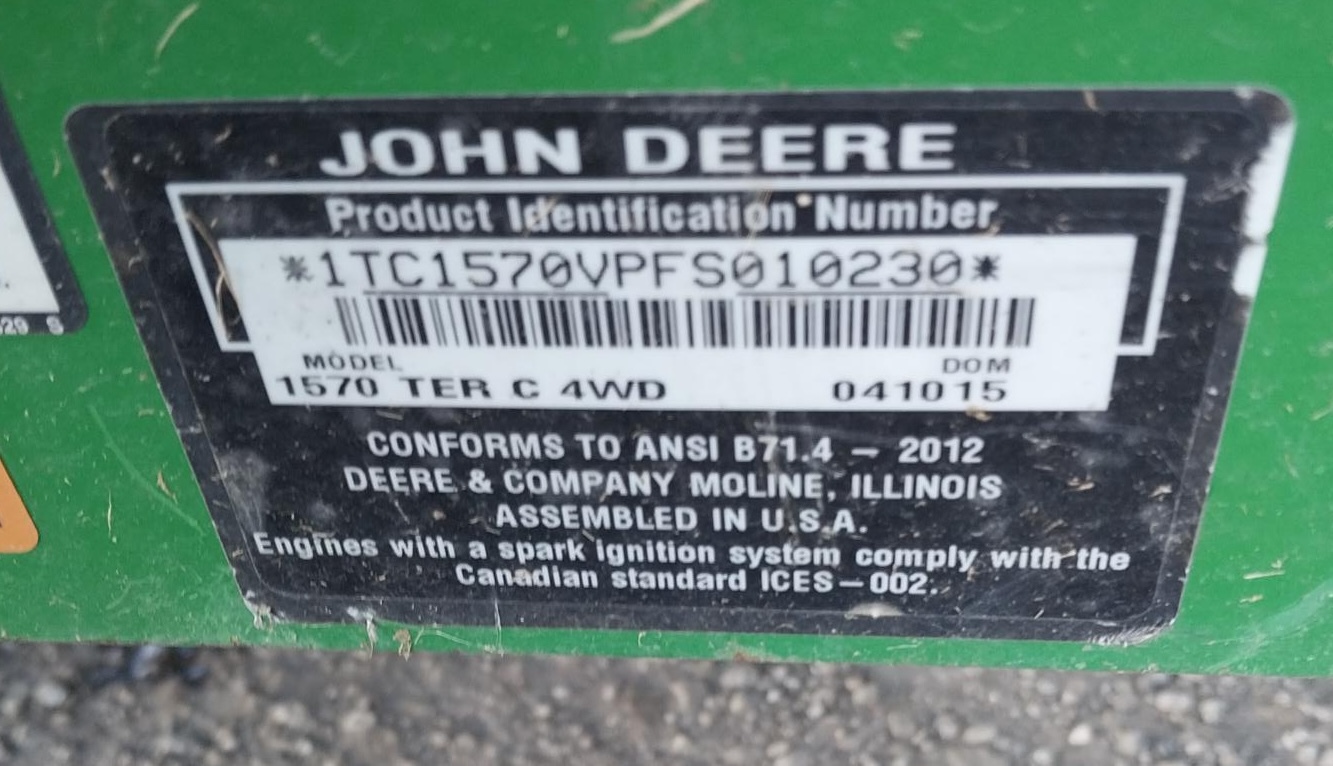 JOHN DEERE
Product Identification Number
*1TC1570VPFS010230*
MODEL DOM
1570 TER C 4WD 041015
CONFORMS TO ANSI B71.4 – 2012
DEERE & COMPANY MOLINE, ILLINOIS
ASSEMBLED IN U.S.A.
Engines with a spark ignition system comply with the
Canadian standard ICES–002.